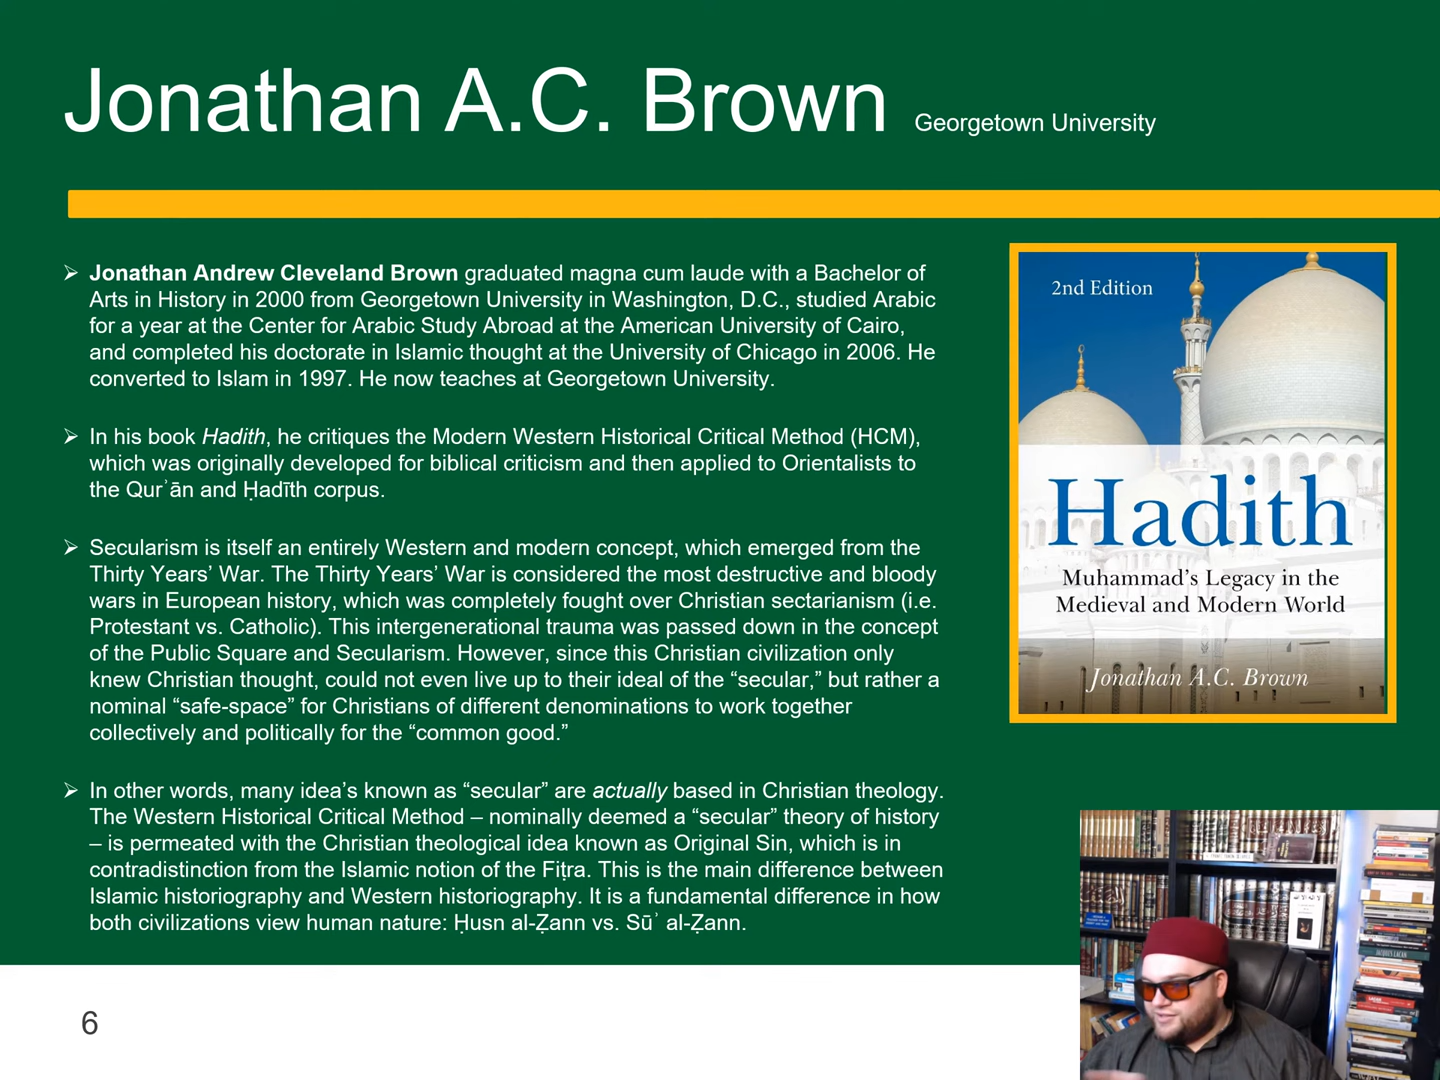 Jonathan A.C. Brown Georgetown University
➢ Jonathan Andrew Cleveland Brown graduated magna cum laude with a Bachelor of
Arts in History in 2000 from Georgetown University in Washington, D.C., studied Arabic
for a year at the Center for Arabic Study Abroad at the American University of Cairo,
and completed his doctorate in Islamic thought at the University of Chicago in 2006. He
converted to Islam in 1997. He now teaches at Georgetown University.
➢ In his book Hadith, he critiques the Modern Western Historical Critical Method (HCM),
which was originally developed for biblical criticism and then applied to Orientalists to
the Qurʾān and Ḥadīth corpus.
➢ Secularism is itself an entirely Western and modern concept, which emerged from the
Thirty Years’ War. The Thirty Years’ War is considered the most destructive and bloody
wars in European history, which was completely fought over Christian sectarianism (i.e.
Protestant vs. Catholic). This intergenerational trauma was passed down in the concept
of the Public Square and Secularism. However, since this Christian civilization only
knew Christian thought, could not even live up to their ideal of the “secular,” but rather a
nominal “safe-space” for Christians of different denominations to work together
collectively and politically for the “common good.”
➢ In other words, many idea’s known as “secular” are actually based in Christian theology.
The Western Historical Critical Method – nominally deemed a “secular” theory of history
– is permeated with the Christian theological idea known as Original Sin, which is in
contradistinction from the Islamic notion of the Fiṭra. This is the main difference between
Islamic historiography and Western historiography. It is a fundamental difference in how
both civilizations view human nature: Ḥusn al-Ẓann vs. Sūʾ al-Ẓann.
2nd Edition
Hadith
Muhammad’s Legacy in the
Medieval and Modern World
Jonathan A.C. Brown
6